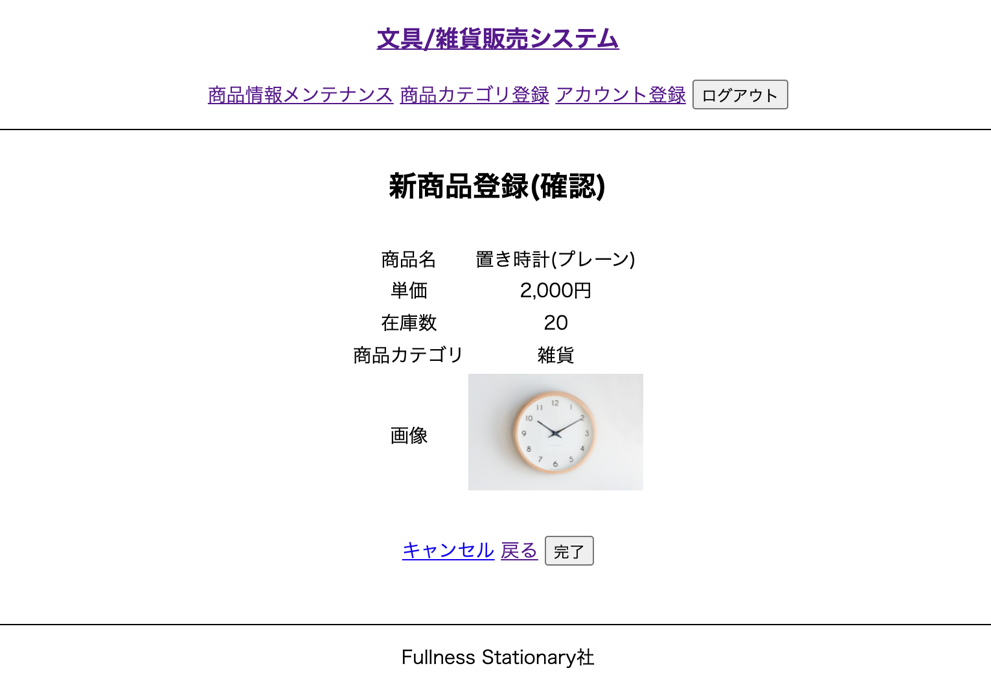 文具/雑貨販売システム
商品情報メンテナンス 商品カテゴリ登録 アカウント登録 ログアウト
新商品登録(確認)
商品名 置き時計(プレーン)
単価 2,000円
在庫数 20
商品カテゴリ 雑貨
画像
12
11 1
10 2
9 3
8 4
7 5
6
キャンセル 戻る 完了
Fullness Stationary社